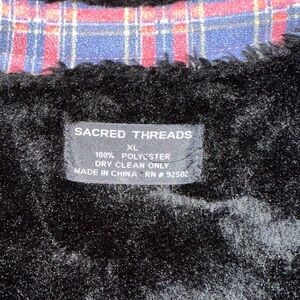 SACRED THREADS
XL
100% POLYESTER
DRY CLEAN ONLY
MADE IN CHINA - RN # 92502